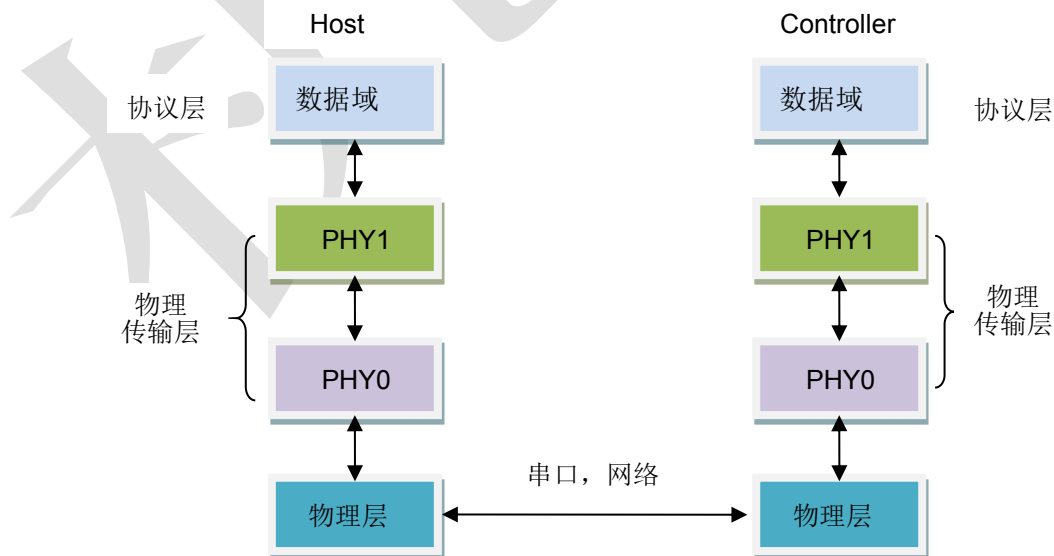 Host
Controller
协议层
数据域
数据域
协议层
PHY1
PHY1
物理
传输层
物理
传输层
PHY0
PHY0
串口，网络
物理层
物理层